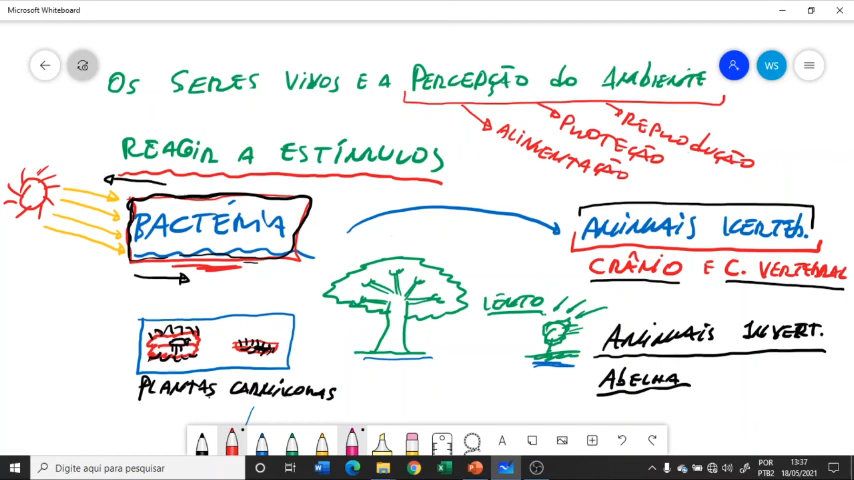 Microsoft Whiteboard
OS SERES VIVOS E A PERCEPÇÃO DO AMBIENTE
ALIMENTAÇÃO
PROTEÇÃO
REPRODUÇÃO
REAGIR A ESTÍMULOS
BACTÉRIA
ANIMAIS VERTEB.
CRÂNIO E C. VERTEBRAL
LENTO
ANIMAIS INVERT.
ABELHA
PLANTAS CARNÍVORAS
WS
Digite aqui para pesquisar
POR
PTB2
13:37
18/05/2021